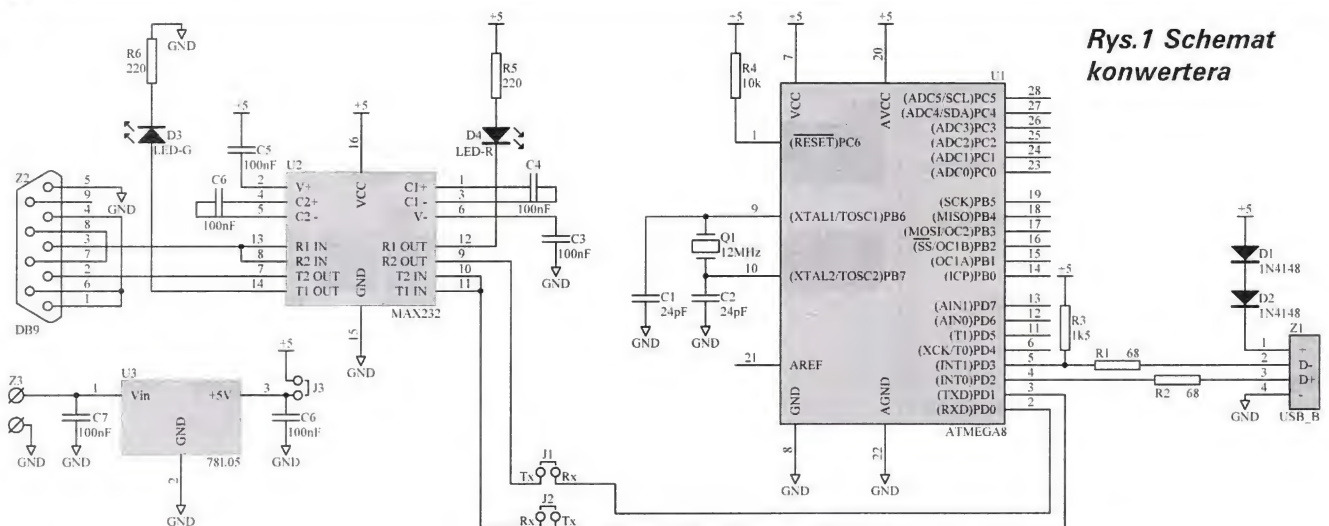 Rys.1 Schemat
konwertera
R6
220
GND
D3
LED-G
+5
R5
220
D4
LED-R
+5
C5
100nF
C6
100nF
+5
16
U2
VCC
2 V+
4 C2+
5 C2-
13 R1 IN
8 R2 IN
7 T2 OUT
14 T1 OUT
C1+ 1
C1- 3
V- 6
R1 OUT 12
R2 OUT 9
T2 IN 10
T1 IN 11
GND
MAX232
15
GND
C4
100nF
C3
100nF
GND
Z2
5
9
4
8
3
7
2
6
1
DB9
GND
Z3
GND
C7
100nF
GND
U3
1 Vin
+5V 3
GND
78L05
2
GND
+5
J3
C6
100nF
GND
J1
Tx Rx
J2
Rx Tx
+5
R4
10k
+5
7
+5
20
U1
VCC
AVCC
1 (RESET)PC6
9 (XTAL1/TOSC1)PB6
10 (XTAL2/TOSC2)PB7
21 AREF
GND
AGND
8
22
GND
GND
ATMEGA8
Q1
12MHz
C1
24pF
GND
C2
24pF
GND
(ADC5/SCL)PC5 28
(ADC4/SDA)PC4 27
(ADC3)PC3 26
(ADC2)PC2 25
(ADC1)PC1 24
(ADC0)PC0 23
(SCK)PB5 19
(MISO)PB4 18
(MOSI/OC2)PB3 17
(SS/OC1B)PB2 16
(OC1A)PB1 15
(ICP)PB0 14
(AIN1)PD7 13
(AIN0)PD6 12
(T1)PD5 11
(XCK/T0)PD4 6
(INT1)PD3 5
(INT0)PD2 4
(TXD)PD1 3
(RXD)PD0 2
+5
R3
1k5
R1 68
R2 68
+5
D1
1N4148
D2
1N4148
Z1
1 +
2 D-
3 D+
4 -
GND
USB_B